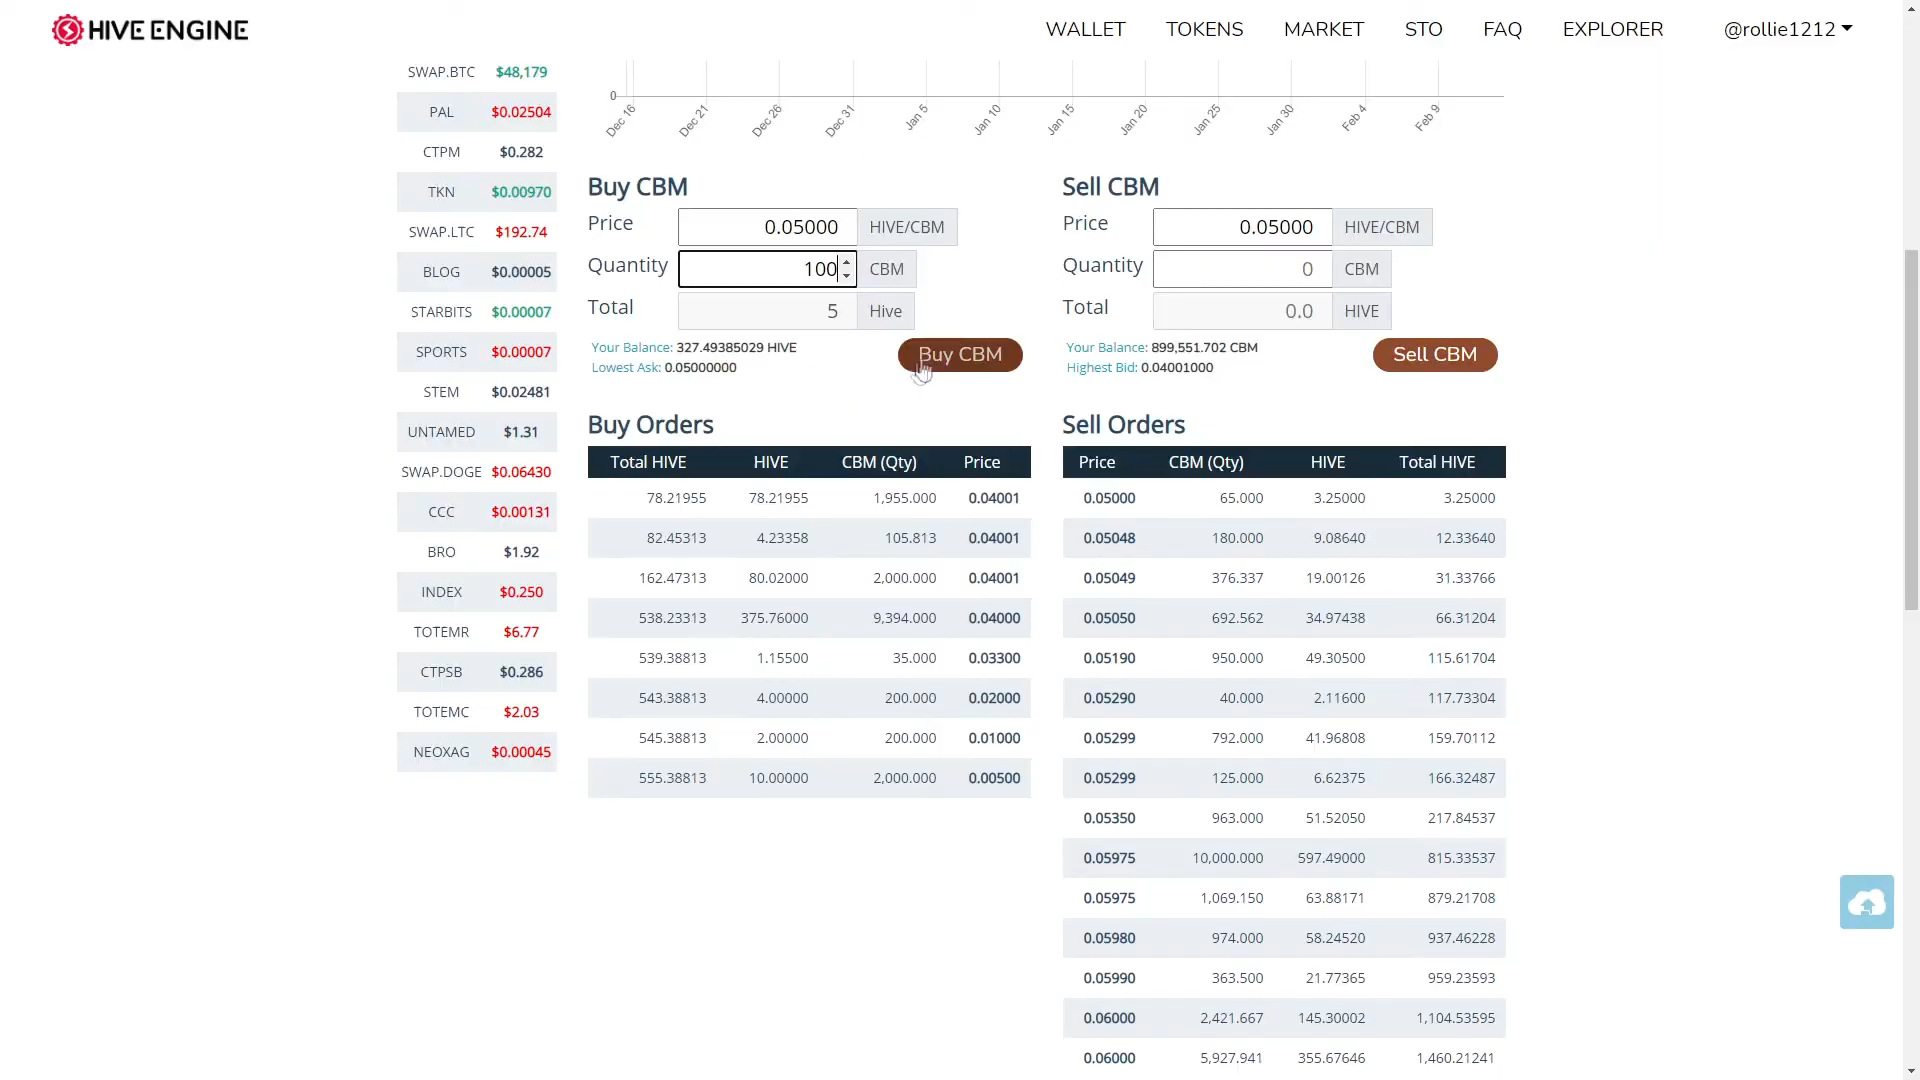 HIVE ENGINE
WALLET TOKENS MARKET STO FAQ EXPLORER @rollie1212
SWAP.BTC $48,179
PAL $0.02504
CTPM $0.282
TKN $0.00970
SWAP.LTC $192.74
BLOG $0.00005
STARBITS $0.00007
SPORTS $0.00007
STEM $0.02481
UNTAMED $1.31
SWAP.DOGE $0.06430
CCC $0.00131
BRO $1.92
INDEX $0.250
TOTEMR $6.77
CTPSB $0.286
TOTEMC $2.03
NEOXAG $0.00045
0
Dec 16 Dec 21 Dec 26 Dec 31 Jan 5 Jan 10 Jan 15 Jan 20 Jan 25 Jan 30 Feb 4 Feb 9
Buy CBM
Price 0.05000 HIVE/CBM
Quantity 100 CBM
Total 5 Hive
Your Balance: 327.49385029 HIVE
Lowest Ask: 0.05000000
Buy CBM
Sell CBM
Price 0.05000 HIVE/CBM
Quantity 0 CBM
Total 0.0 HIVE
Your Balance: 899,551.702 CBM
Highest Bid: 0.04001000
Sell CBM
Buy Orders
Total HIVE HIVE CBM (Qty) Price
78.21955 78.21955 1,955.000 0.04001
82.45313 4.23358 105.813 0.04001
162.47313 80.02000 2,000.000 0.04001
538.23313 375.76000 9,394.000 0.04000
539.38813 1.15500 35.000 0.03300
543.38813 4.00000 200.000 0.02000
545.38813 2.00000 200.000 0.01000
555.38813 10.00000 2,000.000 0.00500
Sell Orders
Price CBM (Qty) HIVE Total HIVE
0.05000 65.000 3.25000 3.25000
0.05048 180.000 9.08640 12.33640
0.05049 376.337 19.00126 31.33766
0.05050 692.562 34.97438 66.31204
0.05190 950.000 49.30500 115.61704
0.05290 40.000 2.11600 117.73304
0.05299 792.000 41.96808 159.70112
0.05299 125.000 6.62375 166.32487
0.05350 963.000 51.52050 217.84537
0.05975 10,000.000 597.49000 815.33537
0.05975 1,069.150 63.88171 879.21708
0.05980 974.000 58.24520 937.46228
0.05990 363.500 21.77365 959.23593
0.06000 2,421.667 145.30002 1,104.53595
0.06000 5,927.941 355.67646 1,460.21241